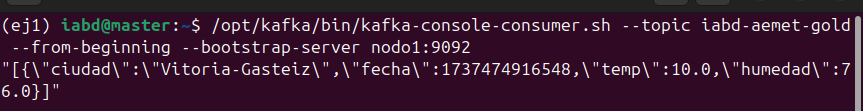 (ej1) iabd@master:~$ /opt/kafka/bin/kafka-console-consumer.sh --topic iabd-aemet-gold
--from-beginning --bootstrap-server nodo1:9092
"[{\"ciudad\":\"Vitoria-Gasteiz\",\"fecha\":1737474916548,\"temp\":10.0,\"humedad\":7
6.0}]"